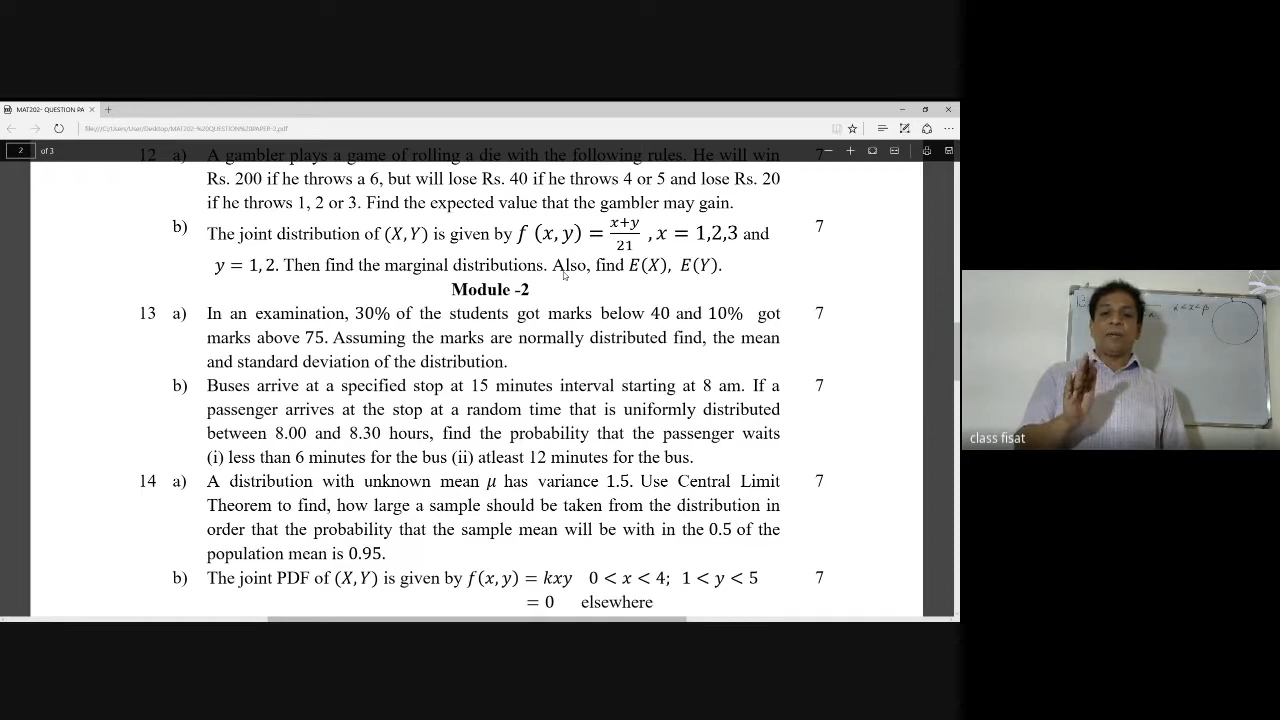 MAT202- QUESTION PA
file:///C:/Users/User/Desktop/MAT202-%20QUESTION%20PAPER-2.pdf
2 of 3
12 a) A gambler plays a game of rolling a die with the following rules. He will win 7
Rs. 200 if he throws a 6, but will lose Rs. 40 if he throws 4 or 5 and lose Rs. 20
if he throws 1, 2 or 3. Find the expected value that the gambler may gain.
b) The joint distribution of (X, Y) is given by f (x, y) = x+y/21 , x = 1,2,3 and 7
y = 1, 2. Then find the marginal distributions. Also, find E(X), E(Y).
Module -2
13 a) In an examination, 30% of the students got marks below 40 and 10% got 7
marks above 75. Assuming the marks are normally distributed find, the mean
and standard deviation of the distribution.
b) Buses arrive at a specified stop at 15 minutes interval starting at 8 am. If a 7
passenger arrives at the stop at a random time that is uniformly distributed
between 8.00 and 8.30 hours, find the probability that the passenger waits
(i) less than 6 minutes for the bus (ii) atleast 12 minutes for the bus.
14 a) A distribution with unknown mean μ has variance 1.5. Use Central Limit 7
Theorem to find, how large a sample should be taken from the distribution in
order that the probability that the sample mean will be with in the 0.5 of the
population mean is 0.95.
b) The joint PDF of (X, Y) is given by f(x, y) = kxy 0 < x < 4; 1 < y < 5 7
= 0 elsewhere
α < x < β
class fisat